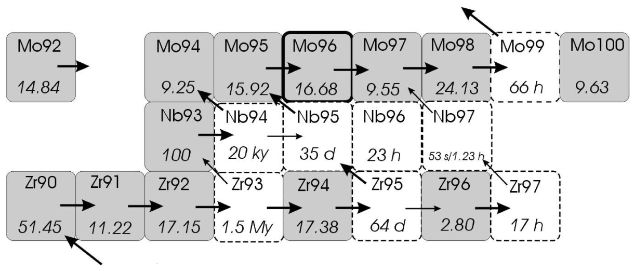 Mo92 Mo94 Mo95 Mo96 Mo97 Mo98 Mo99 Mo100
14.84 9.25 15.92 16.68 9.55 24.13 66 h 9.63
Nb93 Nb94 Nb95 Nb96 Nb97
100 20 ky 35 d 23 h 53 s/1.23 h
Zr90 Zr91 Zr92 Zr93 Zr94 Zr95 Zr96 Zr97
51.45 11.22 17.15 1.5 My 17.38 64 d 2.80 17 h